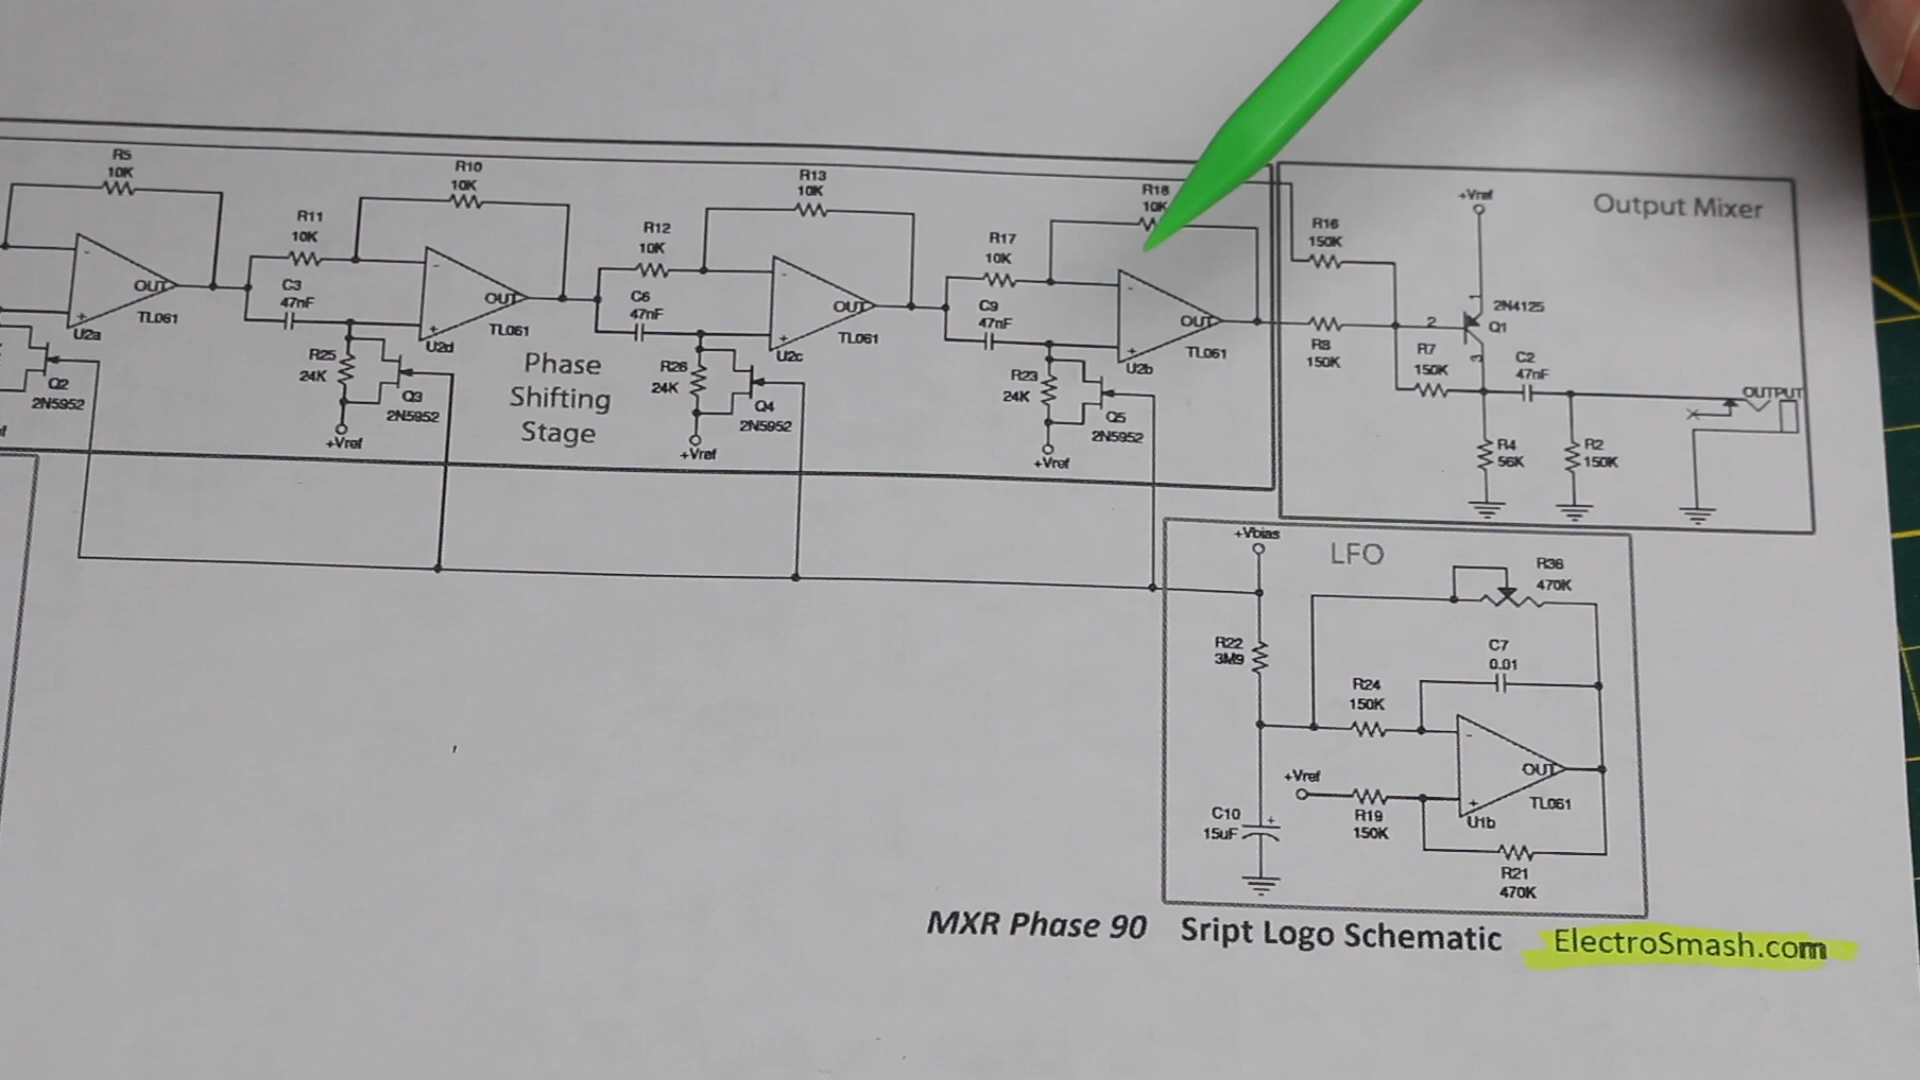 R5
10K
-
+
OUT
TL061
U2a
Q2
2N5952
R11
10K
C3
47nF
R10
10K
-
+
OUT
TL061
U2d
R25
24K
Q3
2N5952
+Vref
Phase
Shifting
Stage
R12
10K
C6
47nF
R13
10K
-
+
OUT
TL061
U2c
R26
24K
Q4
2N5952
+Vref
R17
10K
C9
47nF
R18
10K
-
+
OUT
TL061
U2b
R23
24K
Q5
2N5952
+Vref
Output Mixer
R16
150K
R8
150K
+Vref
1
2
3
2N4125
Q1
R7
150K
C2
47nF
OUTPUT
R4
56K
R2
150K
+Vbias
LFO
R36
470K
R22
3M9
C7
0.01
R24
150K
-
+
OUT
TL061
U1b
+Vref
R19
150K
C10
15uF
+
R21
470K
MXR Phase 90 Sript Logo Schematic ElectroSmash.com